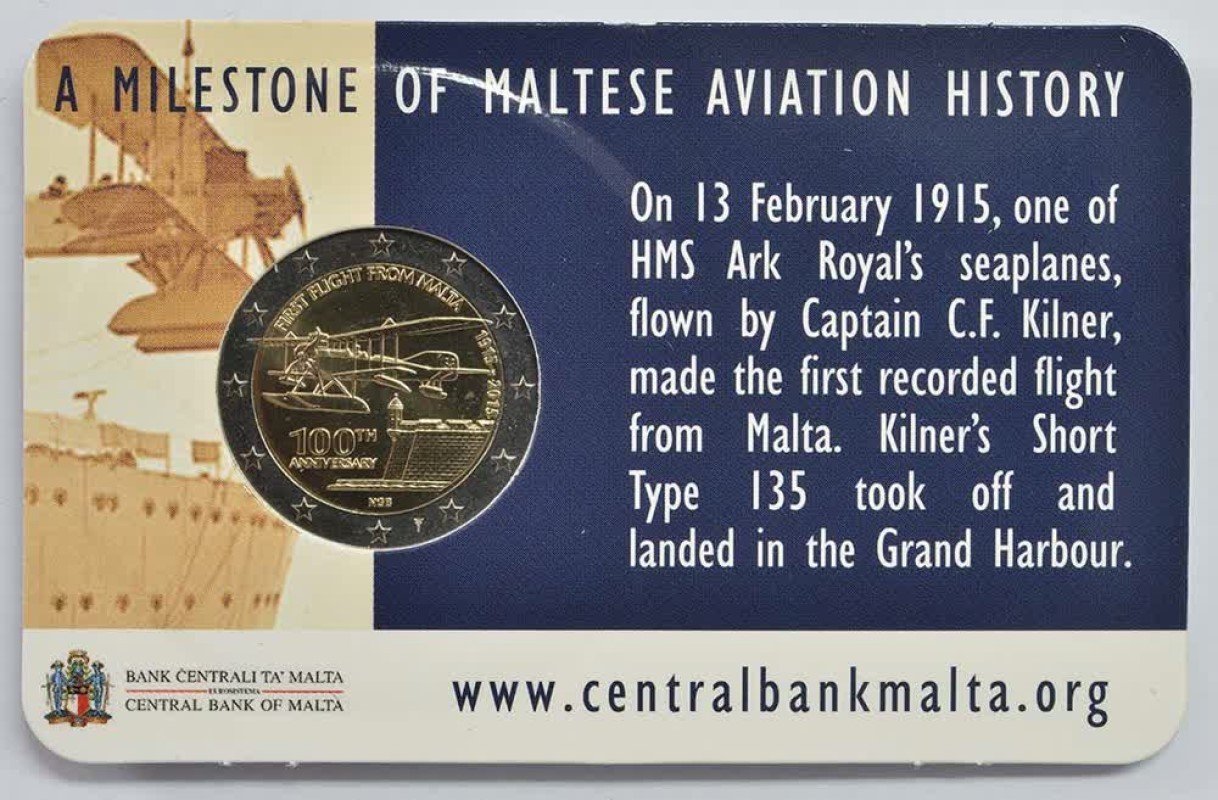 A MILESTONE OF MALTESE AVIATION HISTORY
On 13 February 1915, one of
HMS Ark Royal's seaplanes,
flown by Captain C.F. Kilner,
made the first recorded flight
from Malta. Kilner's Short
Type 135 took off and
landed in the Grand Harbour.
FIRST FLIGHT FROM MALTA
1915 2015
100TH
ANNIVERSARY
NGB
BANK ĊENTRALI TA' MALTA
EUROSISTEMA
CENTRAL BANK OF MALTA
www.centralbankmalta.org